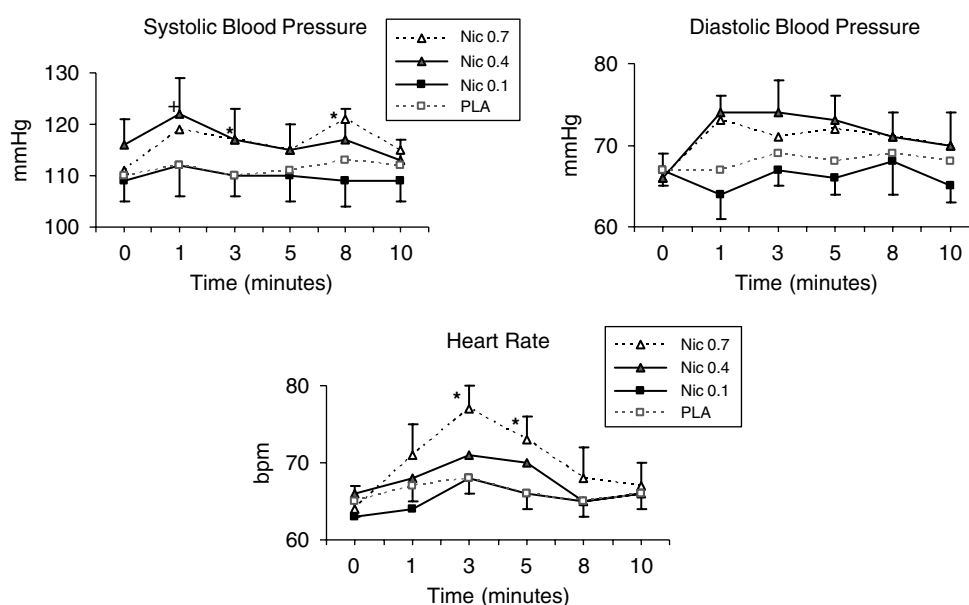 Systolic Blood Pressure
Nic 0.7
Nic 0.4
Nic 0.1
PLA
130
120
110
100
mmHg
+
*
*
0 1 3 5 8 10
Time (minutes)
Diastolic Blood Pressure
80
70
60
mmHg
0 1 3 5 8 10
Time (minutes)
Heart Rate
Nic 0.7
Nic 0.4
Nic 0.1
PLA
80
70
60
bpm
*
*
0 1 3 5 8 10
Time (minutes)